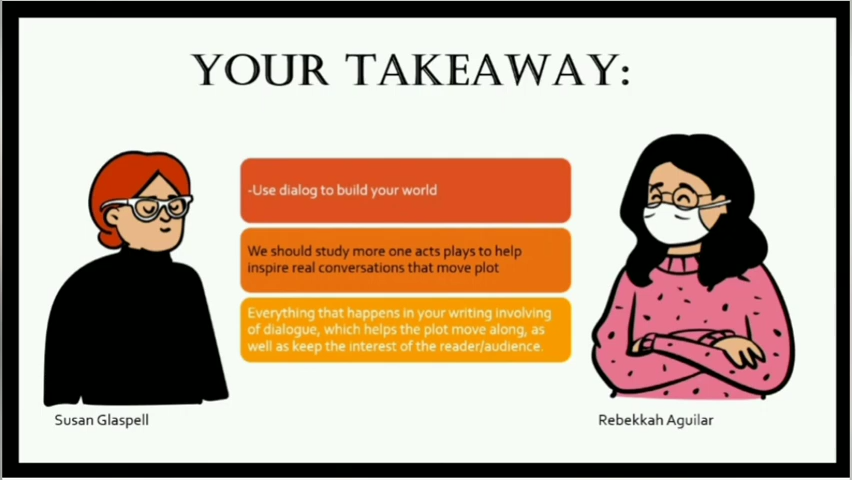 YOUR TAKEAWAY:
-Use dialog to build your world
We should study more one acts plays to help
inspire real conversations that move plot
Everything that happens in your writing involving
of dialogue, which helps the plot move along, as
well as keep the interest of the reader/audience.
Susan Glaspell
Rebekkah Aguilar